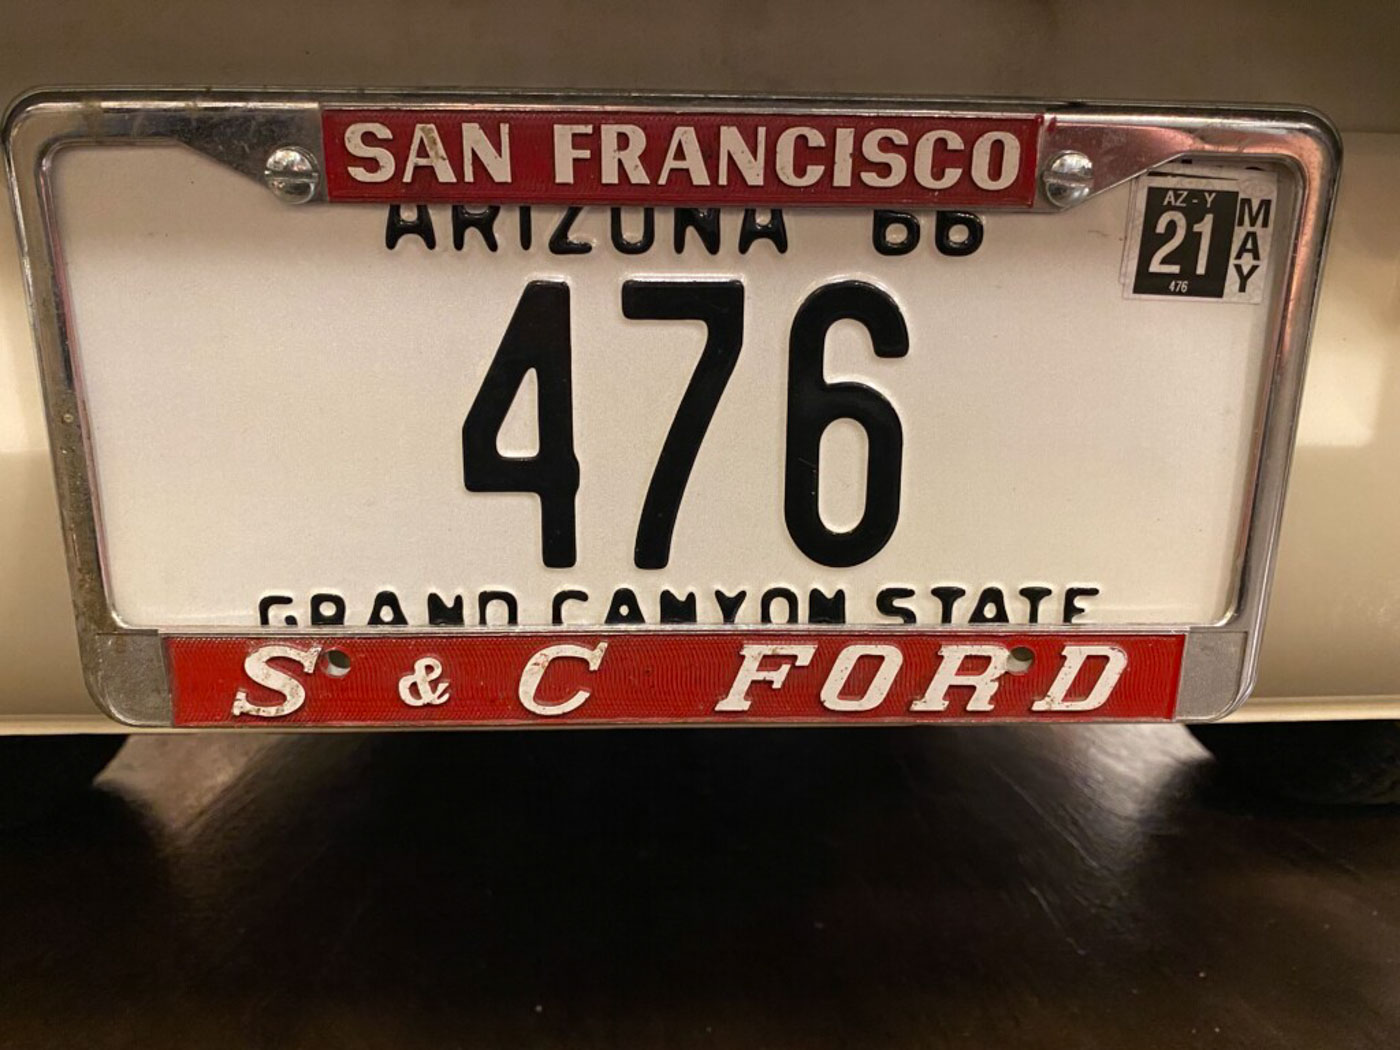 SAN FRANCISCO
ARIZONA 66
AZ-Y
21
476
MAY
476
GRAND CANYON STATE
S & C FORD